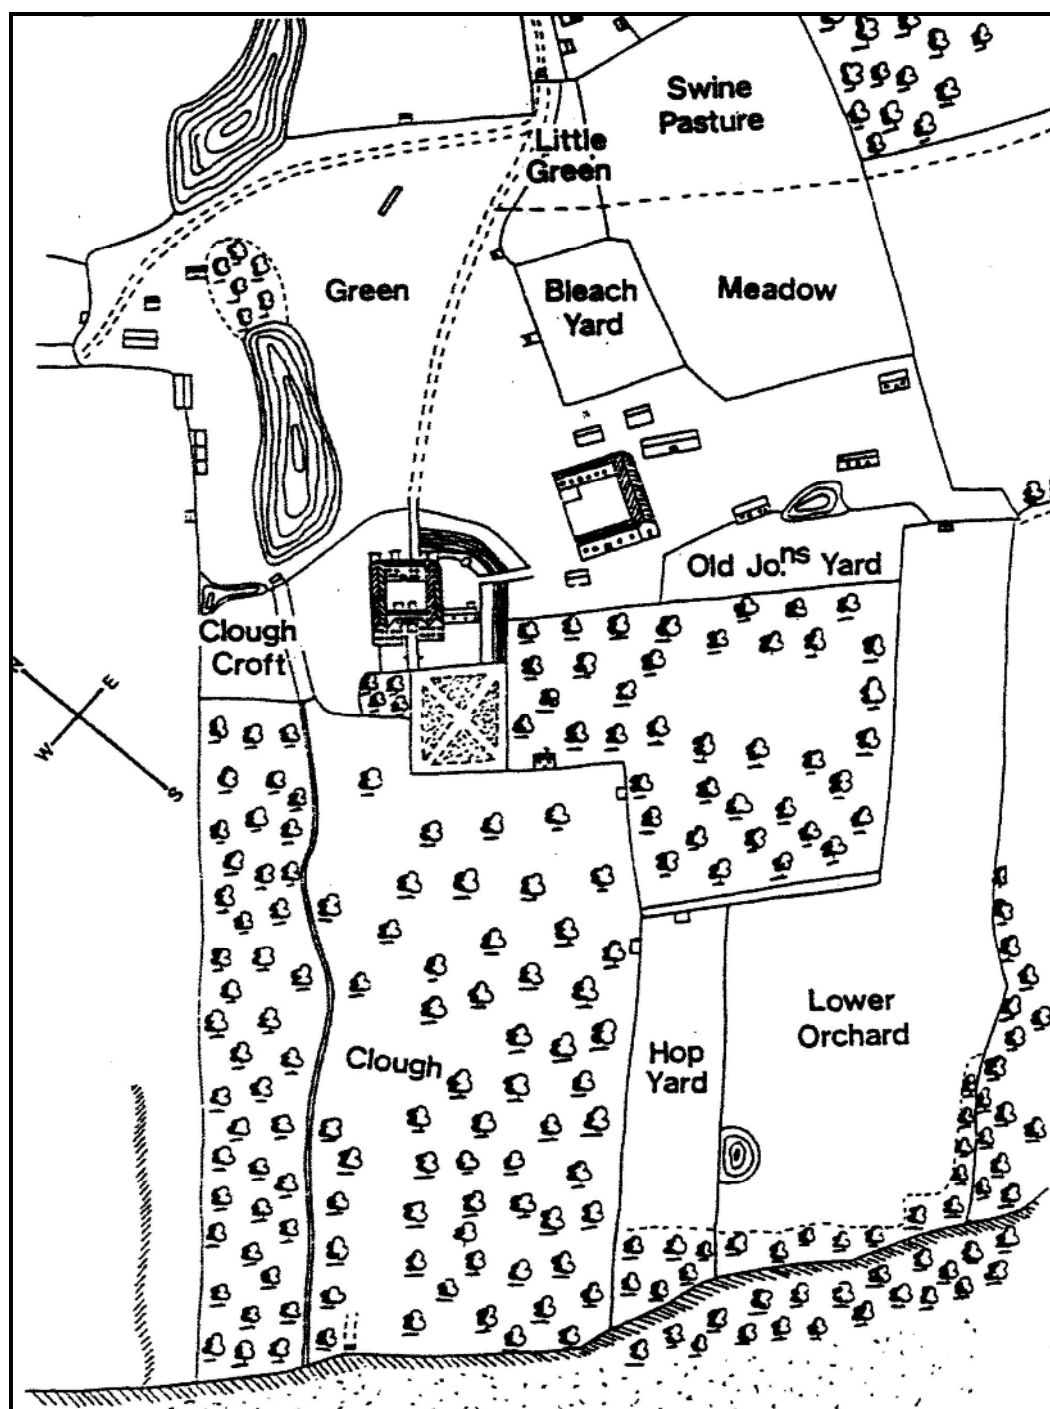 Swine
Pasture
Little
Green
Green
Bleach
Yard
Meadow
Old Jo.ns Yard
Clough
Croft
N
E
W
S
Clough
Hop
Yard
Lower
Orchard